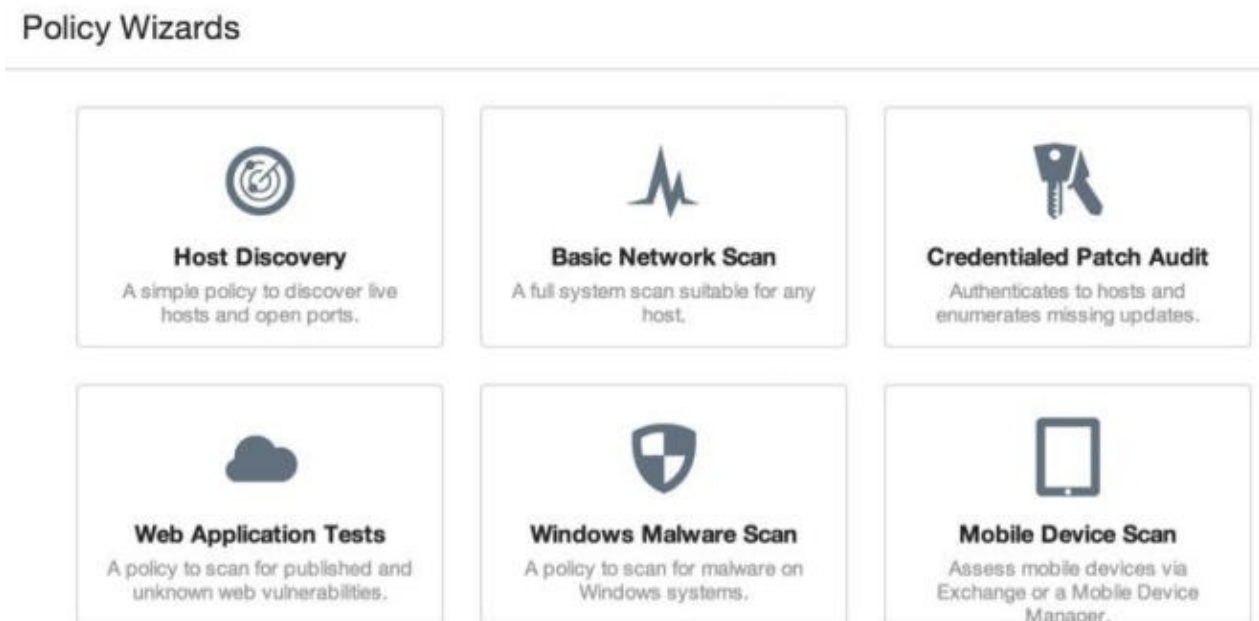 Policy Wizards
Host Discovery
A simple policy to discover live
hosts and open ports.
Basic Network Scan
A full system scan suitable for any
host.
Credentialed Patch Audit
Authenticates to hosts and
enumerates missing updates.
Web Application Tests
A policy to scan for published and
unknown web vulnerabilities.
Windows Malware Scan
A policy to scan for malware on
Windows systems.
Mobile Device Scan
Assess mobile devices via
Exchange or a Mobile Device
Manager.